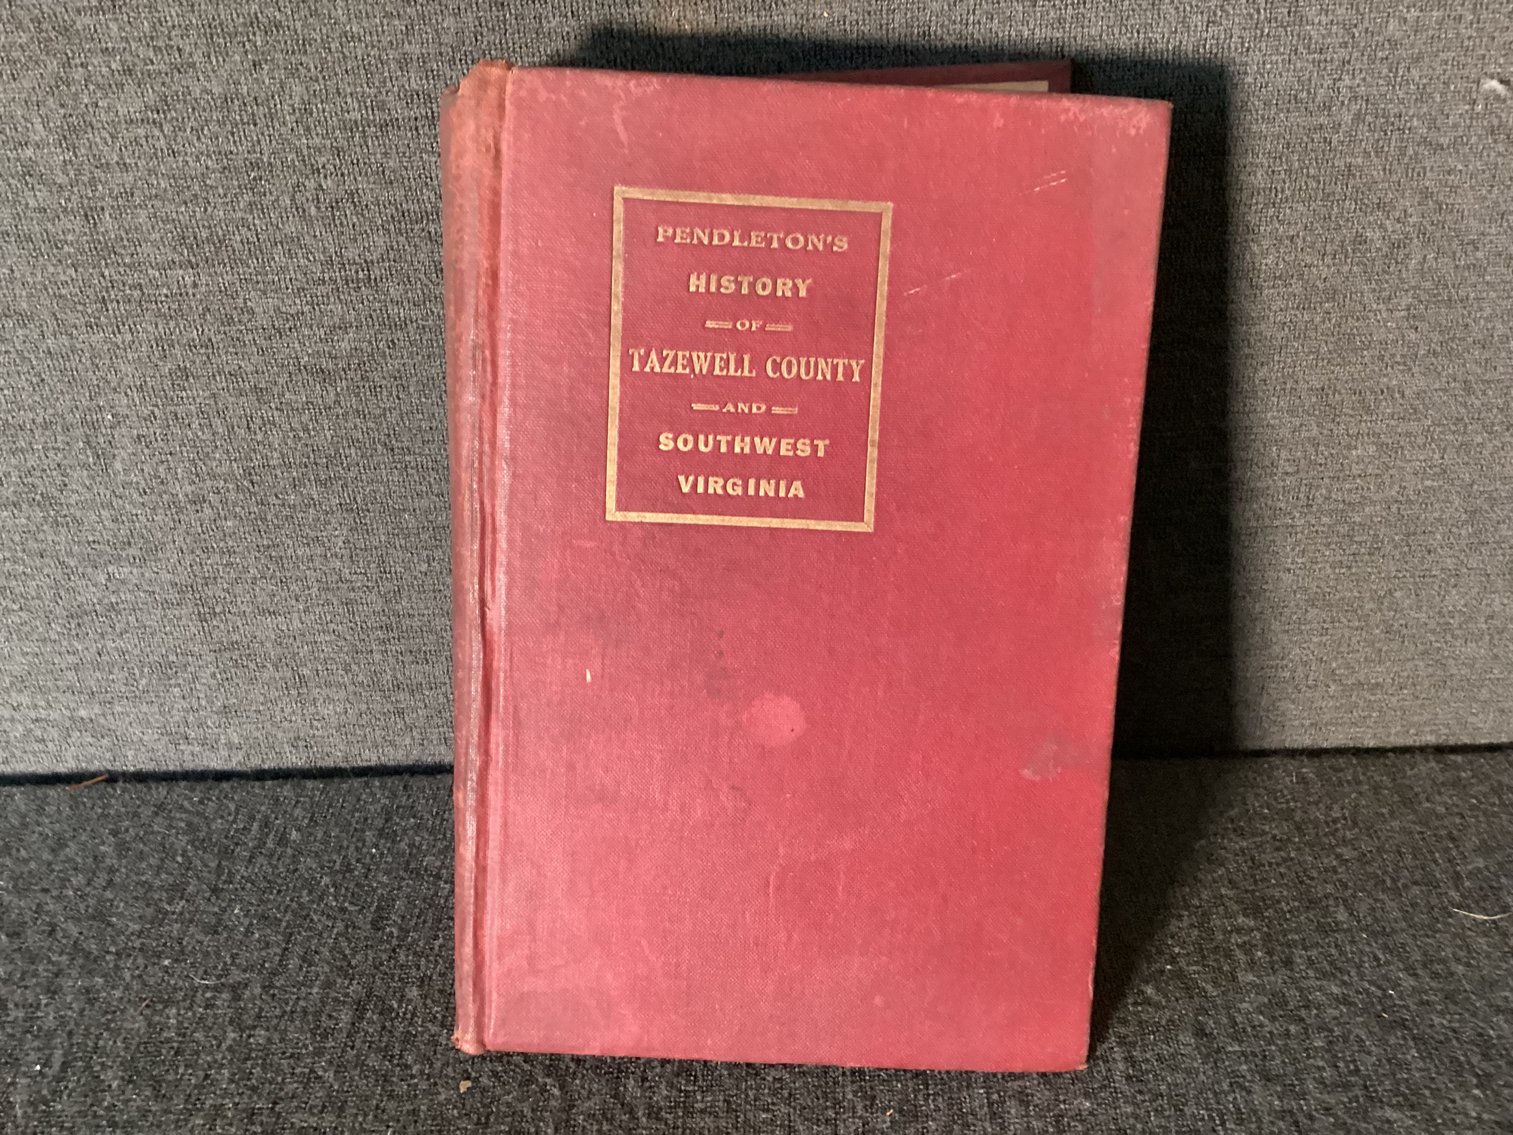 PENDLETON'S
HISTORY
OF
TAZEWELL COUNTY
AND
SOUTHWEST
VIRGINIA